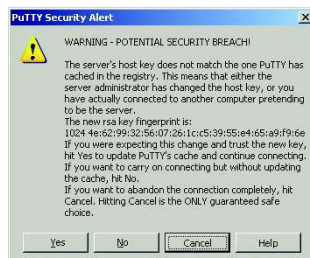 PuTTY Security Alert
WARNING - POTENTIAL SECURITY BREACH!
The server's host key does not match the one PuTTY has
cached in the registry. This means that either the
server administrator has changed the host key, or you
have actually connected to another computer pretending
to be the server.
The new rsa key fingerprint is:
1024 4e:62:99:32:56:07:26:1c:c5:39:55:e4:65:a9:f9:6e
If you were expecting this change and trust the new key,
hit Yes to update PuTTY's cache and continue connecting.
If you want to carry on connecting but without updating
the cache, hit No.
If you want to abandon the connection completely, hit
Cancel. Hitting Cancel is the ONLY guaranteed safe
choice.
Yes No Cancel Help